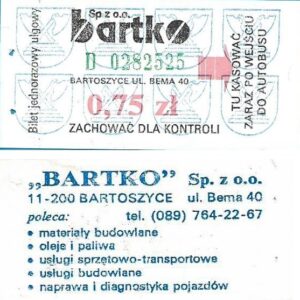 Bilet jednorazowy ulgowy
Sp z o.o.
bartko
D 0282525
BARTOSZYCE UL. BEMA 40
0,75 zł
ZACHOWAĆ DLA KONTROLI
TU KASOWAĆ
ZARAZ PO WEJŚCIU
DO AUTOBUSU
„BARTKO” Sp. z o.o.
11-200 BARTOSZYCE ul. Bema 40
poleca: tel. (089) 764-22-67
• materiały budowlane
• oleje i paliwa
• usługi sprzętowo-transportowe
• usługi budowlane
• naprawa i diagnostyka pojazdów